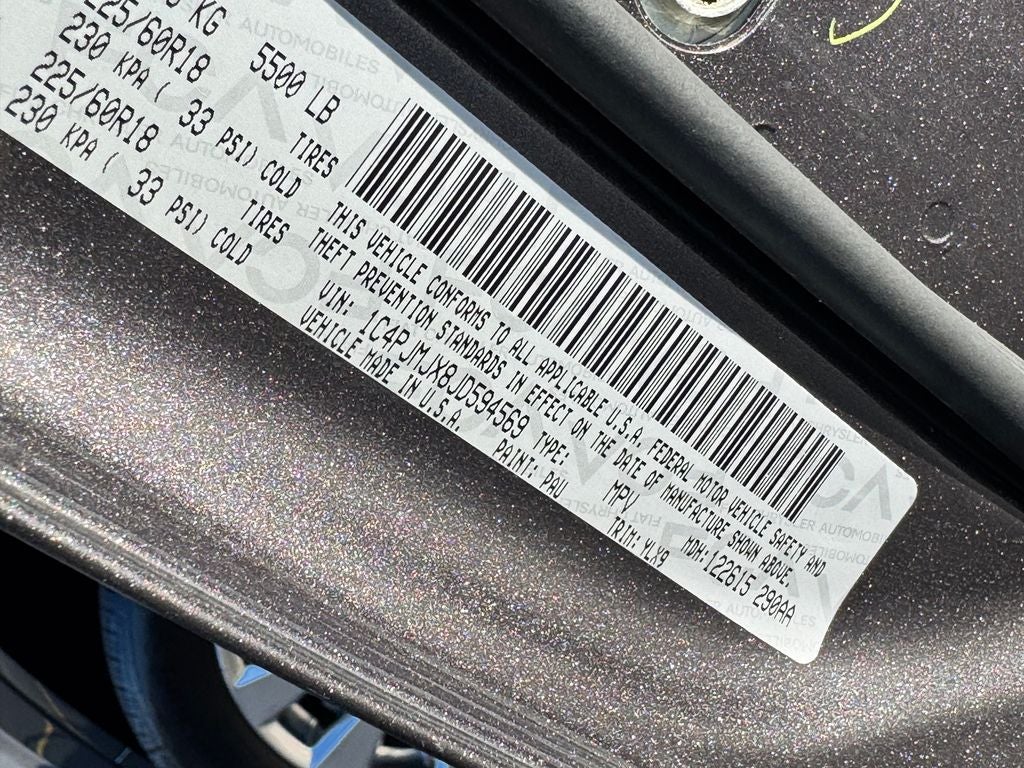 KG 5500 LB
225/60R18 TIRES
230 KPA ( 33 PSI) COLD
225/60R18 TIRES
230 KPA ( 33 PSI) COLD
THIS VEHICLE CONFORMS TO ALL APPLICABLE U.S.A. FEDERAL MOTOR VEHICLE SAFETY AND
THEFT PREVENTION STANDARDS IN EFFECT ON THE DATE OF MANUFACTURE SHOWN ABOVE.
VIN: 1C4PJMJX8JD594569 TYPE: MPV MDH:122615 290AA
VEHICLE MADE IN U.S.A. PAINT: PAU TRIM: YLX9